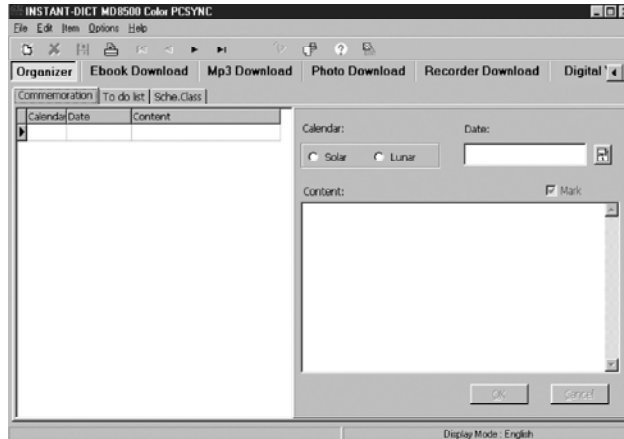 INSTANT-DICT MD8500 Color PCSYNC
File Edit Item Options Help
Organizer Ebook Download Mp3 Download Photo Download Recorder Download Digital
Commemoration To do list Sche.Class
Calendar Date Content
Calendar: Date:
Solar Lunar
Content: Mark
OK Cancel
Display Mode : English